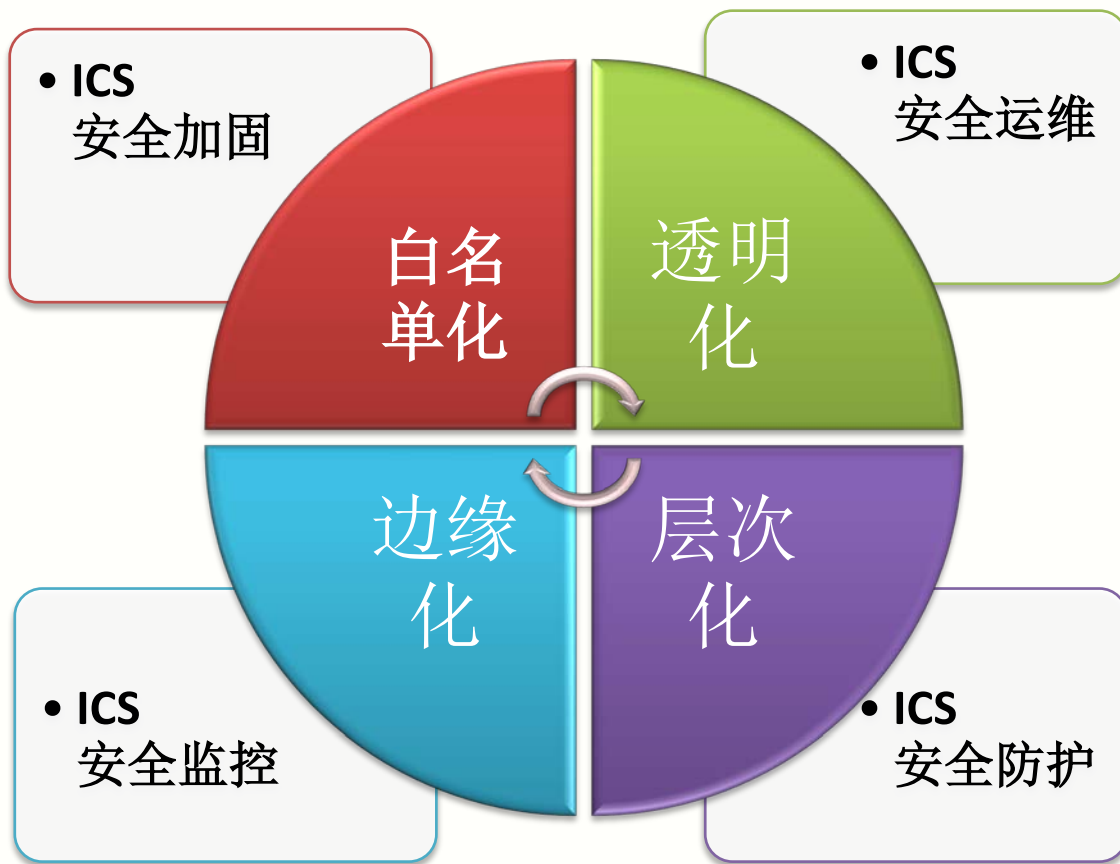 • ICS
安全加固
• ICS
安全运维
白名
单化
透明
化
边缘
化
层次
化
• ICS
安全监控
• ICS
安全防护